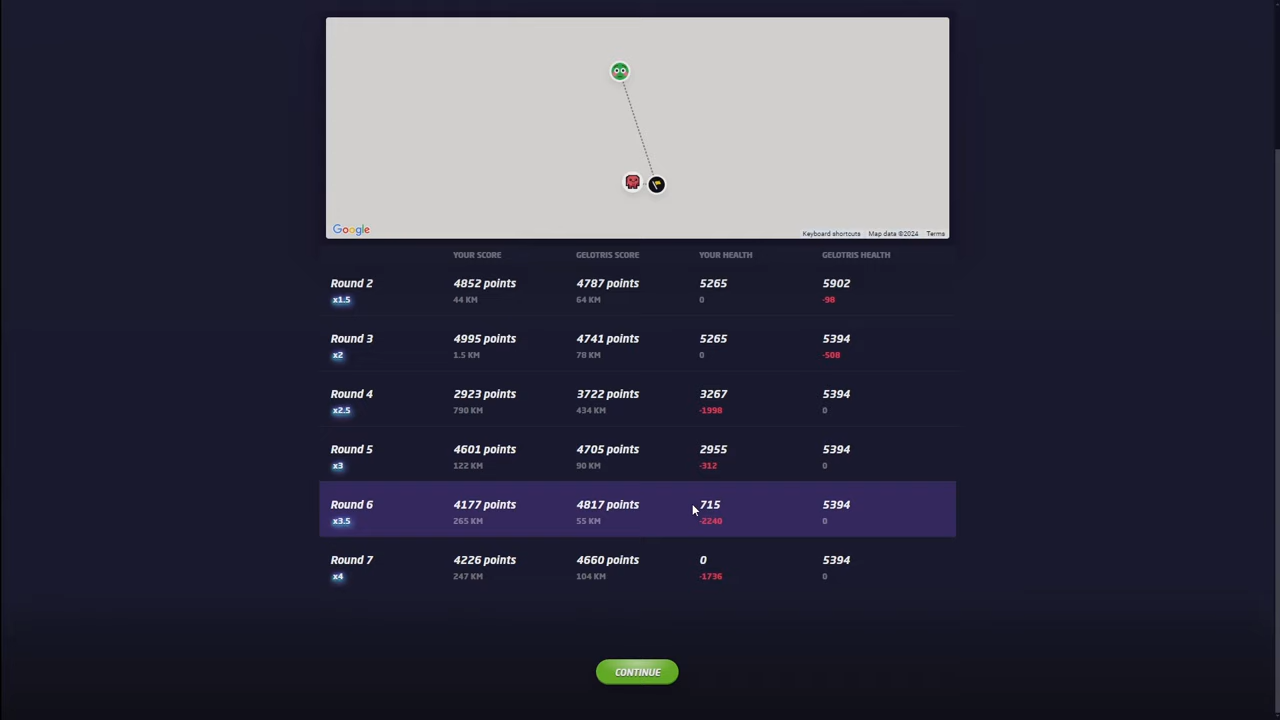 Google
Keyboard shortcuts Map data ©2024 Terms
YOUR SCORE GELOTRIS SCORE YOUR HEALTH GELOTRIS HEALTH
Round 2 4852 points 4787 points 5265 5902
x1.5 44 KM 64 KM 0 -98
Round 3 4995 points 4741 points 5265 5394
x2 1.5 KM 78 KM 0 -508
Round 4 2923 points 3722 points 3267 5394
x2.5 790 KM 434 KM -1998 0
Round 5 4601 points 4705 points 2955 5394
x3 122 KM 90 KM -312 0
Round 6 4177 points 4817 points 715 5394
x3.5 265 KM 55 KM -2240 0
Round 7 4226 points 4660 points 0 5394
x4 247 KM 104 KM -1736 0
CONTINUE